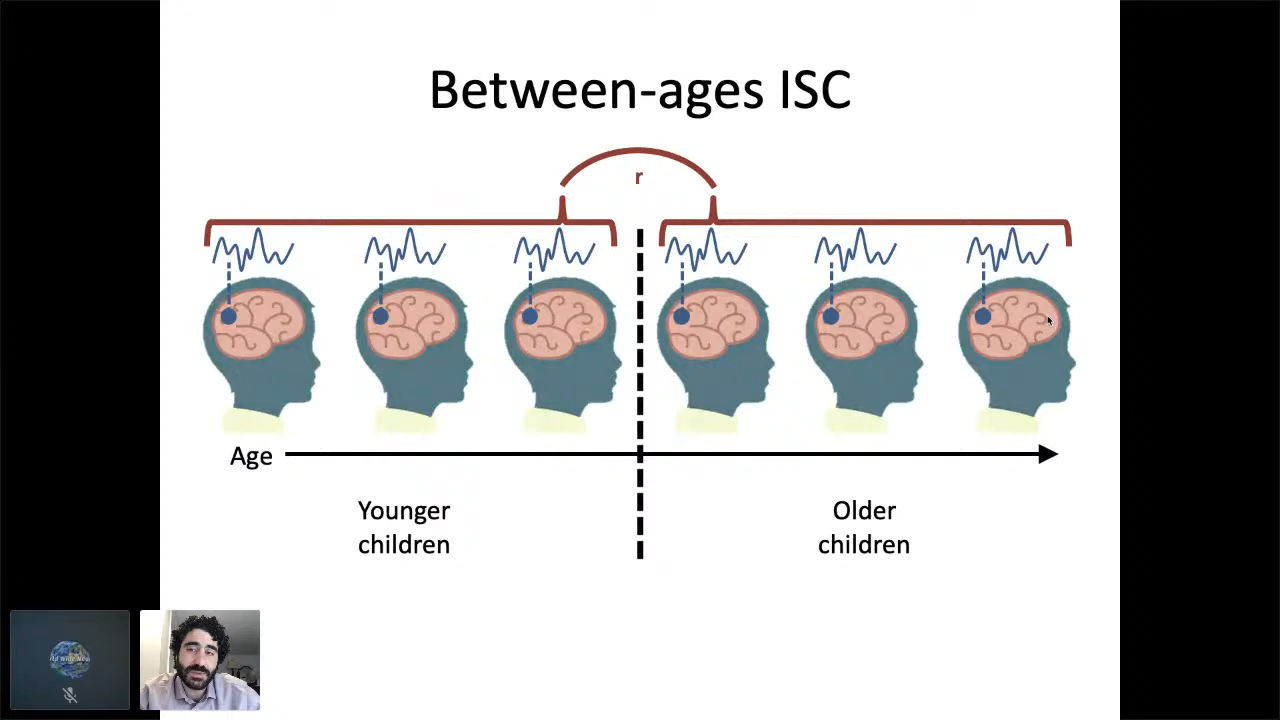 Between-ages ISC
r
Age
Younger
children
Older
children